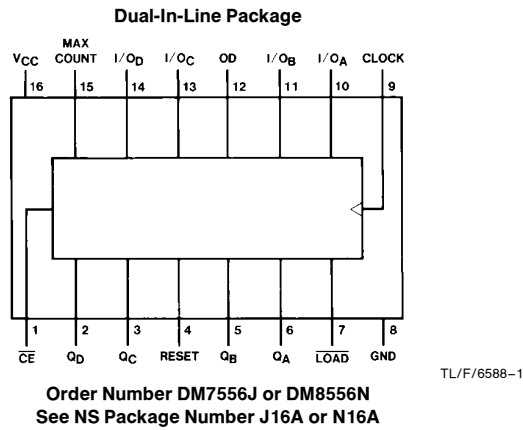 Dual-In-Line Package
VCC MAX COUNT I/OD I/OC OD I/OB I/OA CLOCK
16 15 14 13 12 11 10 9
1 2 3 4 5 6 7 8
CE QD QC RESET QB QA LOAD GND
TL/F/6588–1
Order Number DM7556J or DM8556N
See NS Package Number J16A or N16A